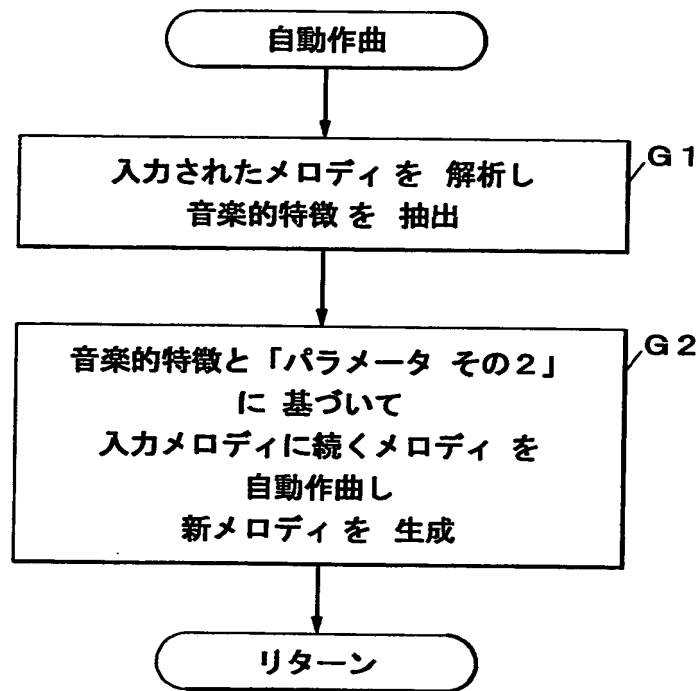 自動作曲
入力されたメロディ を 解析し
音楽的特徴 を 抽出
G1
音楽的特徴と「パラメータ その2」
に 基づいて
入力メロディに続くメロディ を
自動作曲し
新メロディ を 生成
G2
リターン